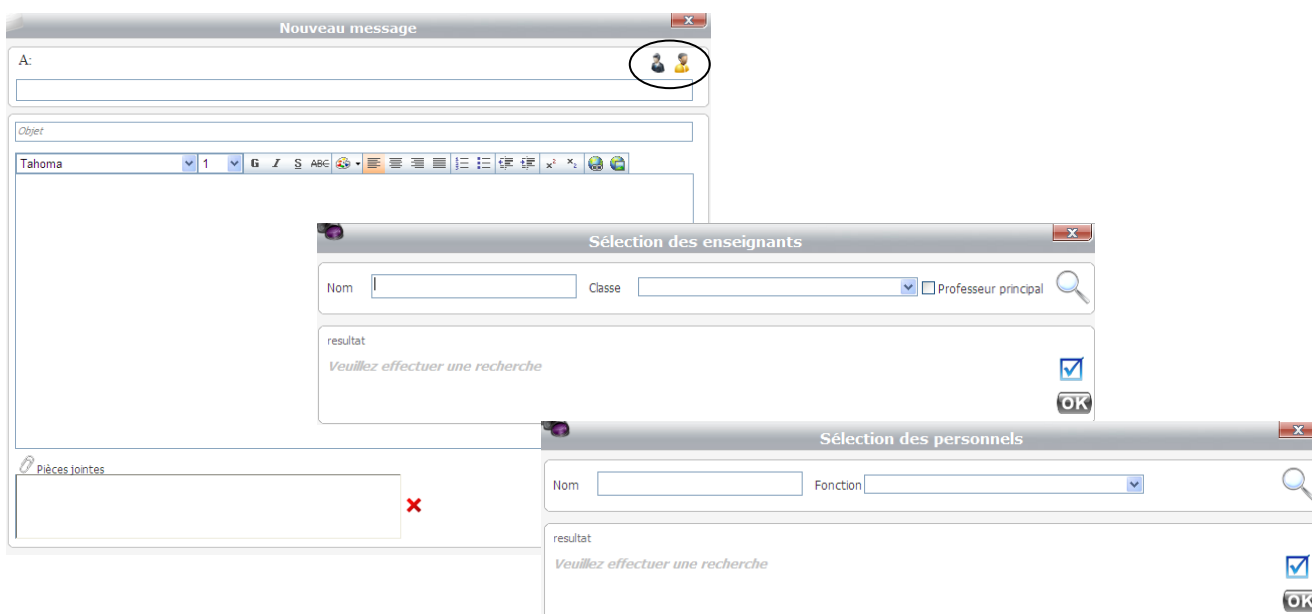 Nouveau message
x
A:
Objet
Tahoma 1 G I S ABC x² x₂
Sélection des enseignants
x
Nom Classe Professeur principal
resultat
Veuillez effectuer une recherche
OK
Pièces jointes
Sélection des personnels
x
Nom Fonction
resultat
Veuillez effectuer une recherche
OK